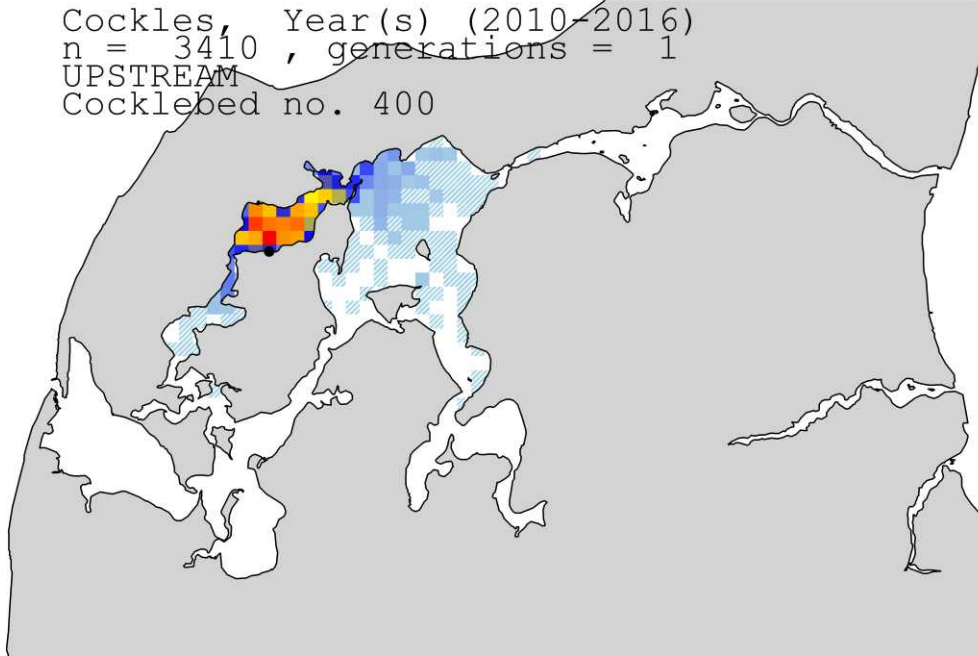 Cockles, Year(s) (2010-2016)
n = 3410 , generations = 1
UPSTREAM
Cocklebed no. 400